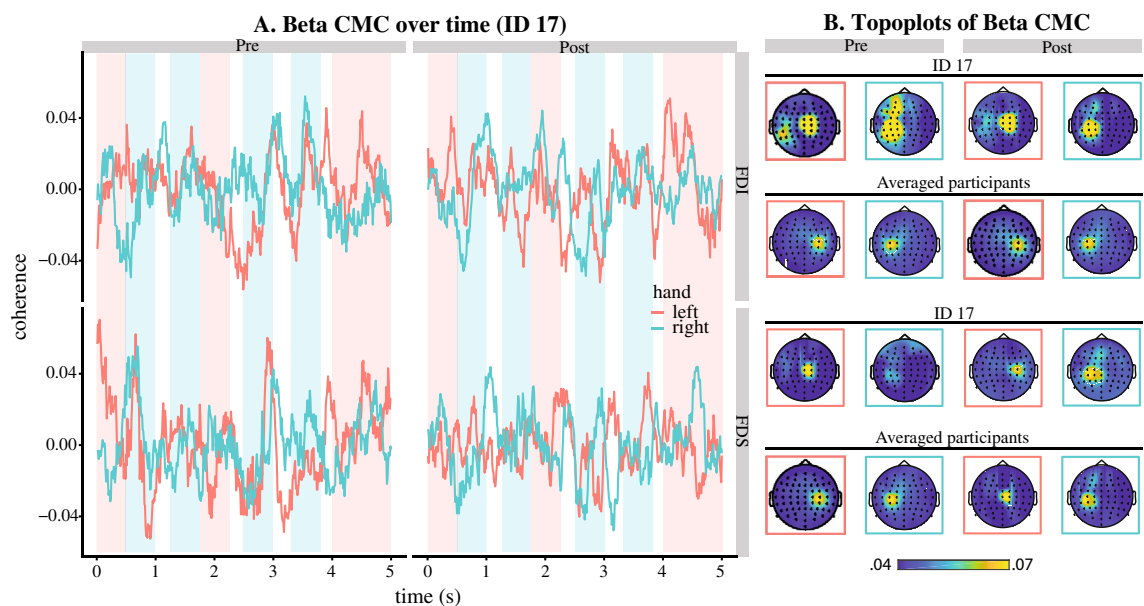 A. Beta CMC over time (ID 17)
B. Topoplots of Beta CMC
Pre
Post
Pre
Post
ID 17
Averaged participants
ID 17
Averaged participants
coherence
0.04
0.00
−0.04
0.04
0.00
−0.04
FDI
FDS
hand
left
right
0 1 2 3 4 5
0 1 2 3 4 5
time (s)
.04
.07